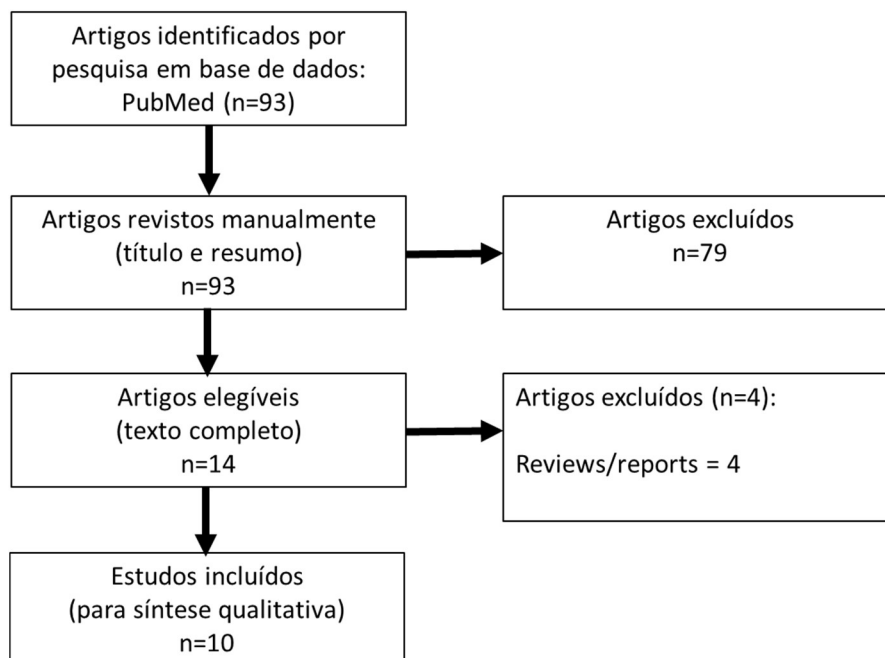 Artigos identificados por
pesquisa em base de dados:
PubMed (n=93)
Artigos revistos manualmente
(título e resumo)
n=93
Artigos excluídos
n=79
Artigos elegíveis
(texto completo)
n=14
Artigos excluídos (n=4):
Reviews/reports = 4
Estudos incluídos
(para síntese qualitativa)
n=10